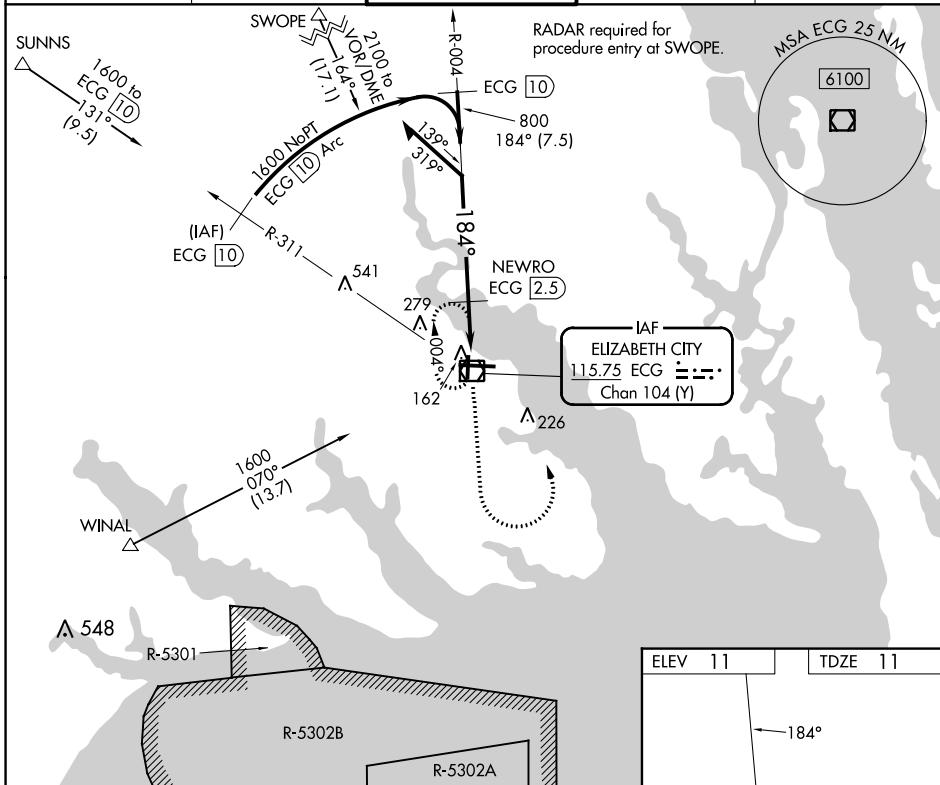 SWOPE
RADAR required for
procedure entry at SWOPE.
MSA ECG 25 NM
6100
SUNNS
1600 to
ECG 10
131°
(9.5)
2100 to
VOR/DME
164°
(17.1)
R-004
ECG 10
800
184° (7.5)
1600 NoPT
ECG 10 Arc
139°
319°
(IAF)
ECG 10
R-311
184°
541
NEWRO
ECG 2.5
279
004°
162
IAF
ELIZABETH CITY
115.75 ECG
Chan 104 (Y)
226
1600
070°
(13.7)
WINAL
548
R-5301
R-5302B
R-5302A
ELEV 11
TDZE 11
184°